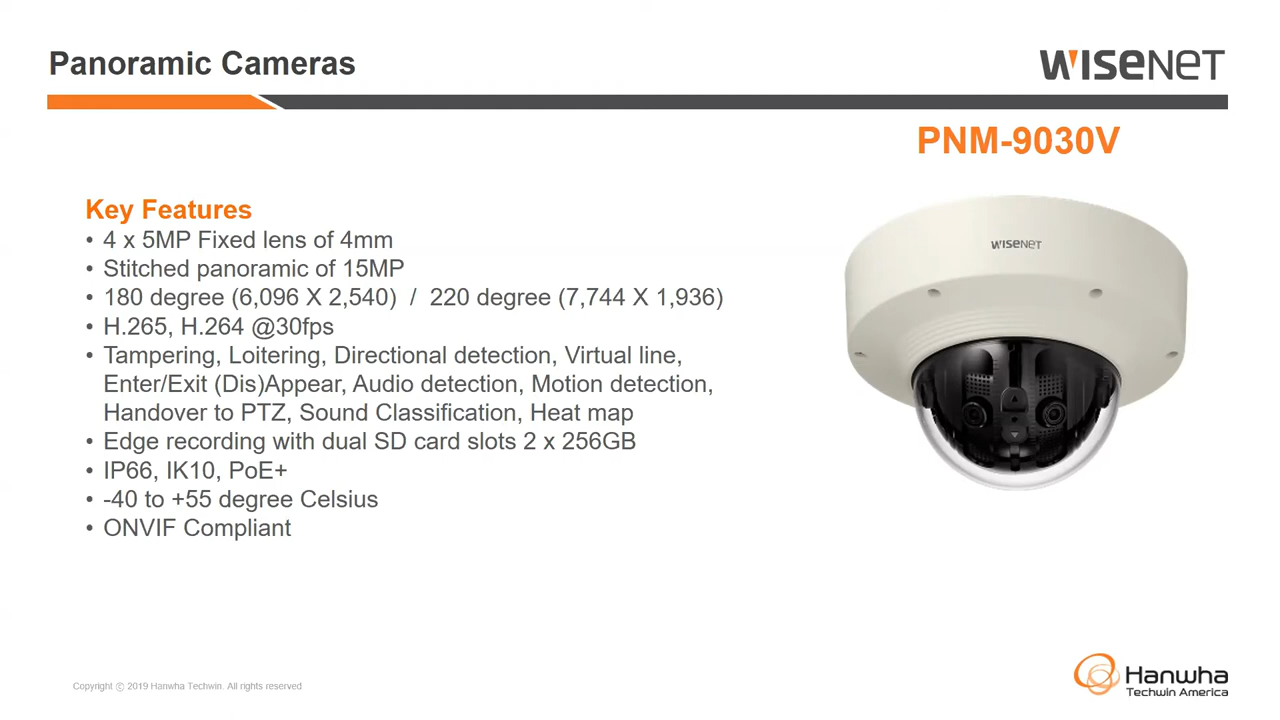 Panoramic Cameras
WISENET
PNM-9030V
Key Features
• 4 x 5MP Fixed lens of 4mm
• Stitched panoramic of 15MP
• 180 degree (6,096 X 2,540) / 220 degree (7,744 X 1,936)
• H.265, H.264 @30fps
• Tampering, Loitering, Directional detection, Virtual line,
Enter/Exit (Dis)Appear, Audio detection, Motion detection,
Handover to PTZ, Sound Classification, Heat map
• Edge recording with dual SD card slots 2 x 256GB
• IP66, IK10, PoE+
• -40 to +55 degree Celsius
• ONVIF Compliant
WISENET
Copyright ⓒ 2019 Hanwha Techwin. All rights reserved
Hanwha
Techwin America